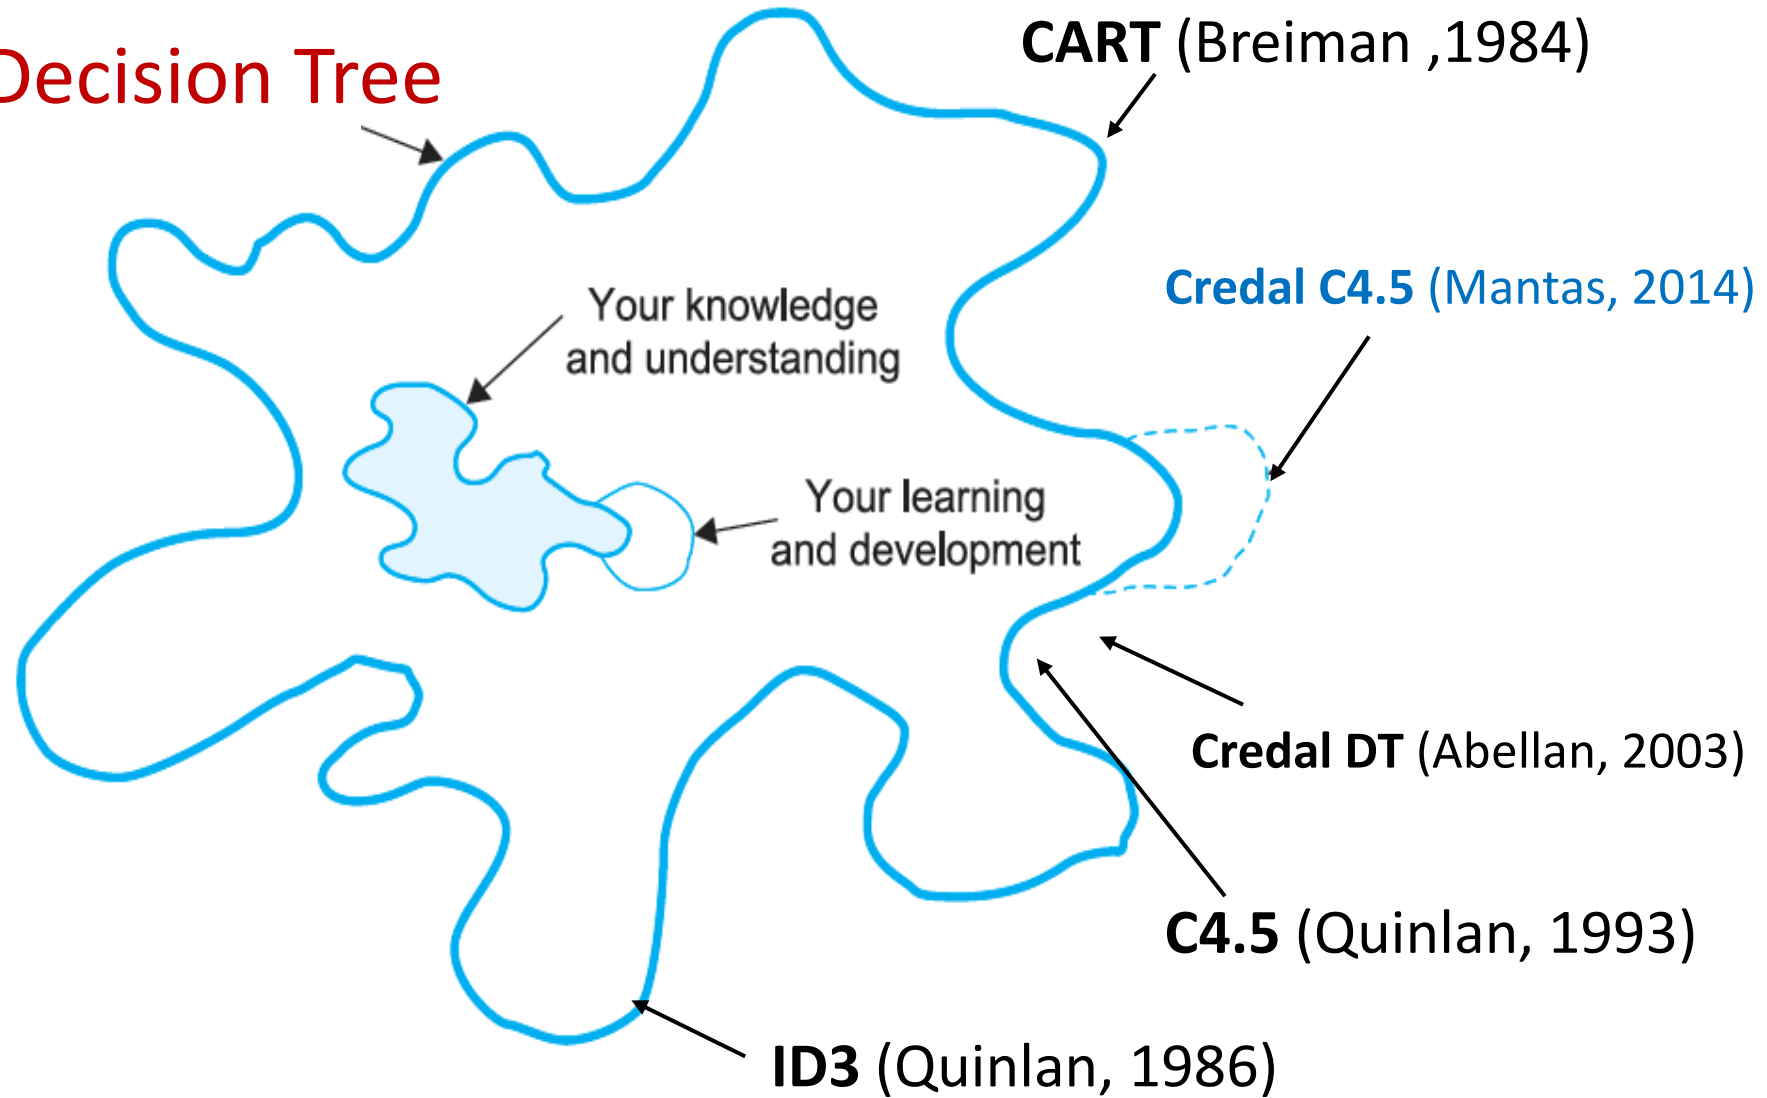 CART (Breiman ,1984)
Decision Tree
Credal C4.5 (Mantas, 2014)
Your knowledge
and understanding
Your learning
and development
Credal DT (Abellan, 2003)
C4.5 (Quinlan, 1993)
ID3 (Quinlan, 1986)